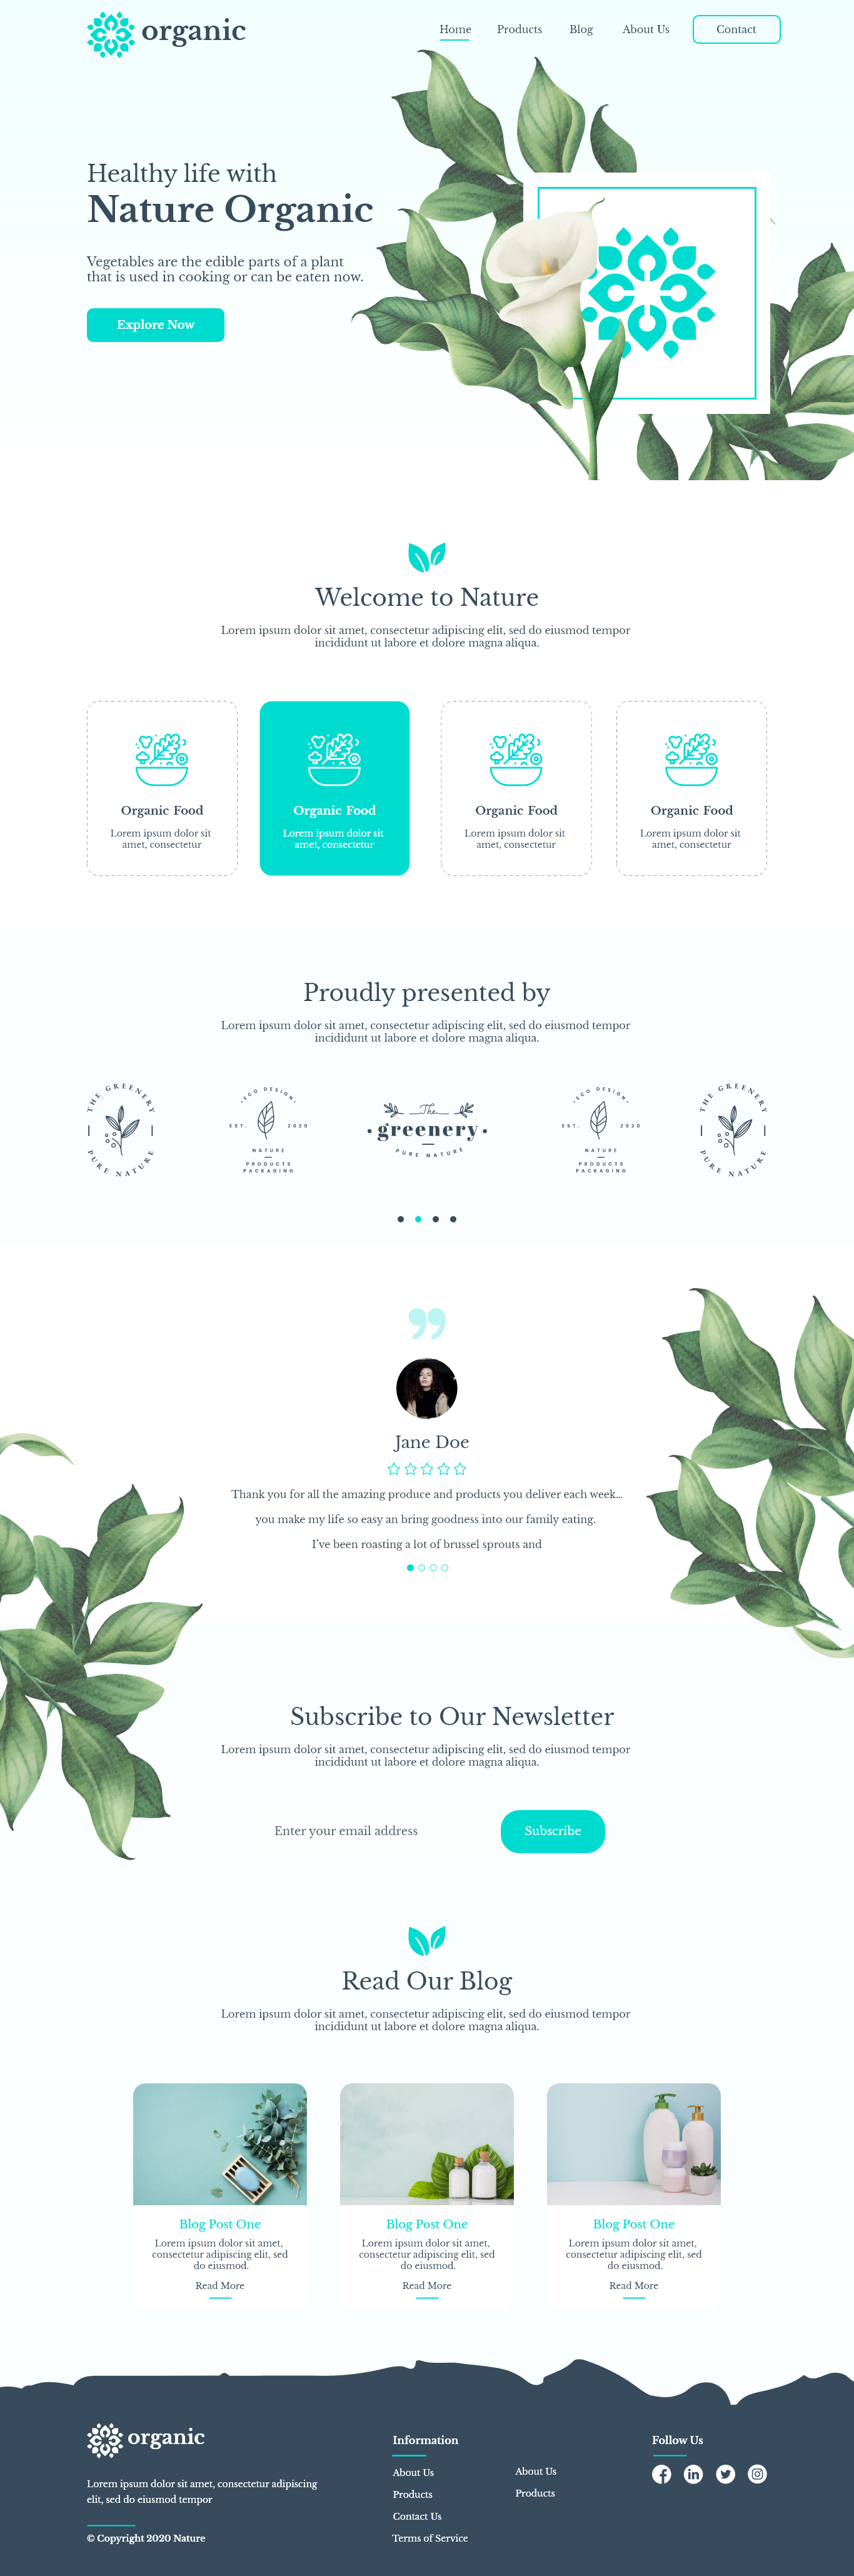 organic
Home
Products
Blog
About Us
Contact
Healthy life with
Nature Organic
Vegetables are the edible parts of a plant
that is used in cooking or can be eaten now.
Explore Now
Welcome to Nature
Lorem ipsum dolor sit amet, consectetur adipiscing elit, sed do eiusmod tempor
incididunt ut labore et dolore magna aliqua.
Organic Food
Lorem ipsum dolor sit
amet, consectetur
Organic Food
Lorem ipsum dolor sit
amet, consectetur
Organic Food
Lorem ipsum dolor sit
amet, consectetur
Organic Food
Lorem ipsum dolor sit
amet, consectetur
Proudly presented by
Lorem ipsum dolor sit amet, consectetur adipiscing elit, sed do eiusmod tempor
incididunt ut labore et dolore magna aliqua.
THE GREENERY
PURE NATURE
•ECO DESIGN•
EST. 2020
NATURE
PRODUCTS
PACKAGING
The
• greenery •
PURE NATURE
•ECO DESIGN•
EST. 2020
NATURE
PRODUCTS
PACKAGING
THE GREENERY
PURE NATURE
Jane Doe
Thank you for all the amazing produce and products you deliver each week...
you make my life so easy an bring goodness into our family eating.
I've been roasting a lot of brussel sprouts and
Subscribe to Our Newsletter
Lorem ipsum dolor sit amet, consectetur adipiscing elit, sed do eiusmod tempor
incididunt ut labore et dolore magna aliqua.
Enter your email address
Subscribe
Read Our Blog
Lorem ipsum dolor sit amet, consectetur adipiscing elit, sed do eiusmod tempor
incididunt ut labore et dolore magna aliqua.
Blog Post One
Lorem ipsum dolor sit amet,
consectetur adipiscing elit, sed
do eiusmod.
Read More
Blog Post One
Lorem ipsum dolor sit amet,
consectetur adipiscing elit, sed
do eiusmod.
Read More
Blog Post One
Lorem ipsum dolor sit amet,
consectetur adipiscing elit, sed
do eiusmod.
Read More
organic
Lorem ipsum dolor sit amet, consectetur adipiscing
elit, sed do eiusmod tempor
© Copyright 2020 Nature
Information
About Us
Products
Contact Us
Terms of Service
About Us
Products
Follow Us